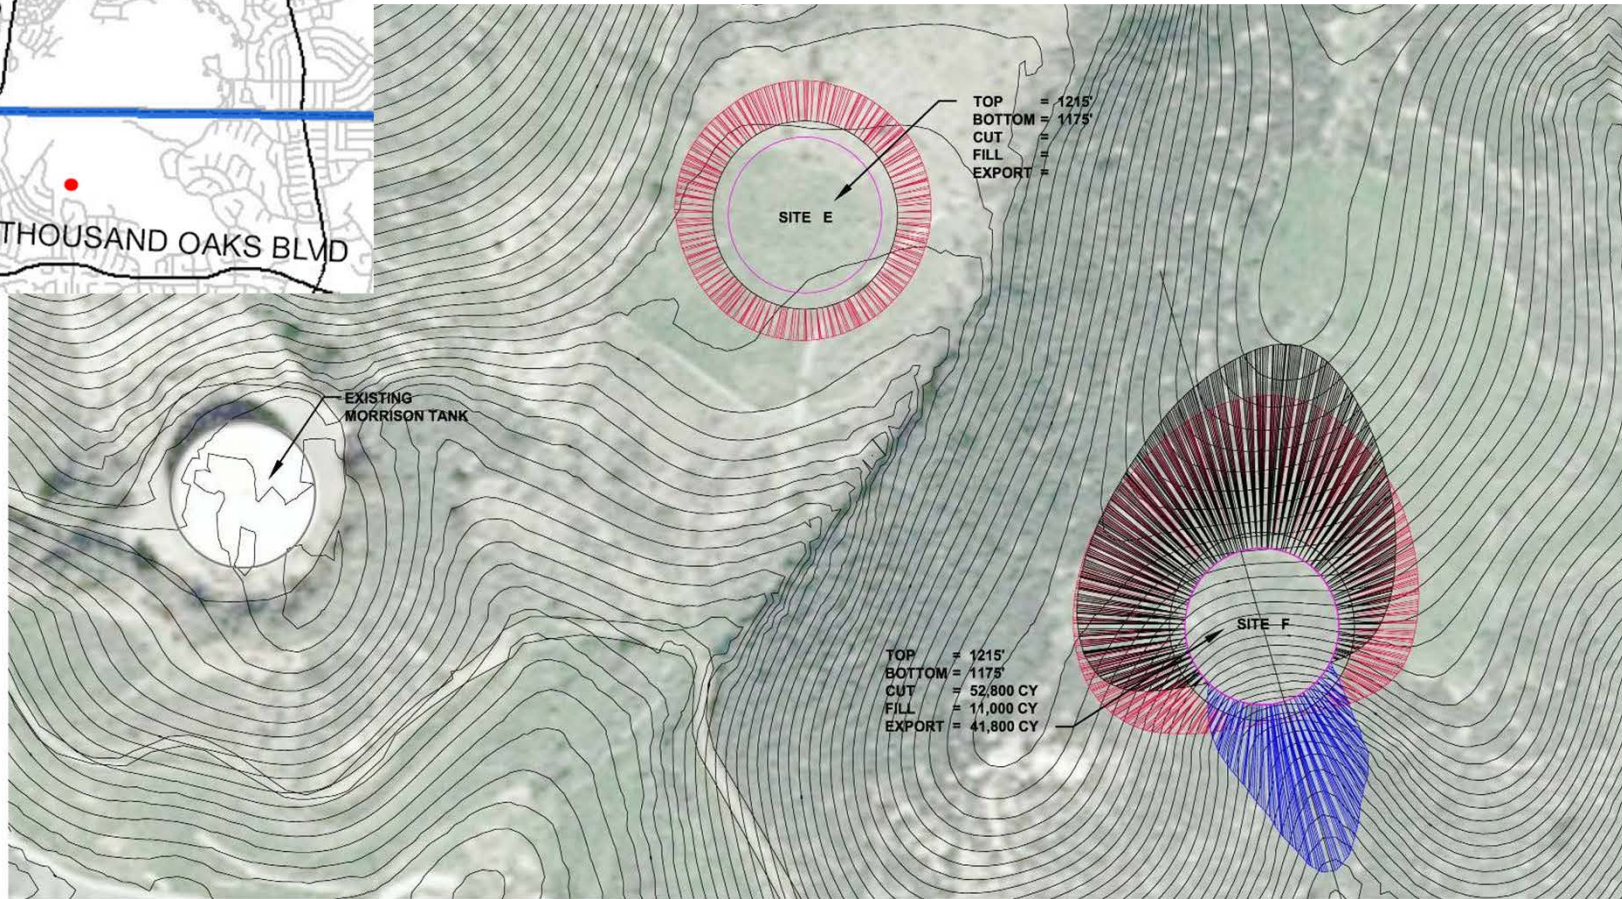 THOUSAND OAKS BLVD
TOP = 1215'
BOTTOM = 1175'
CUT =
FILL =
EXPORT =
SITE E
EXISTING
MORRISON TANK
SITE F
TOP = 1215'
BOTTOM = 1175'
CUT = 52,800 CY
FILL = 11,000 CY
EXPORT = 41,800 CY